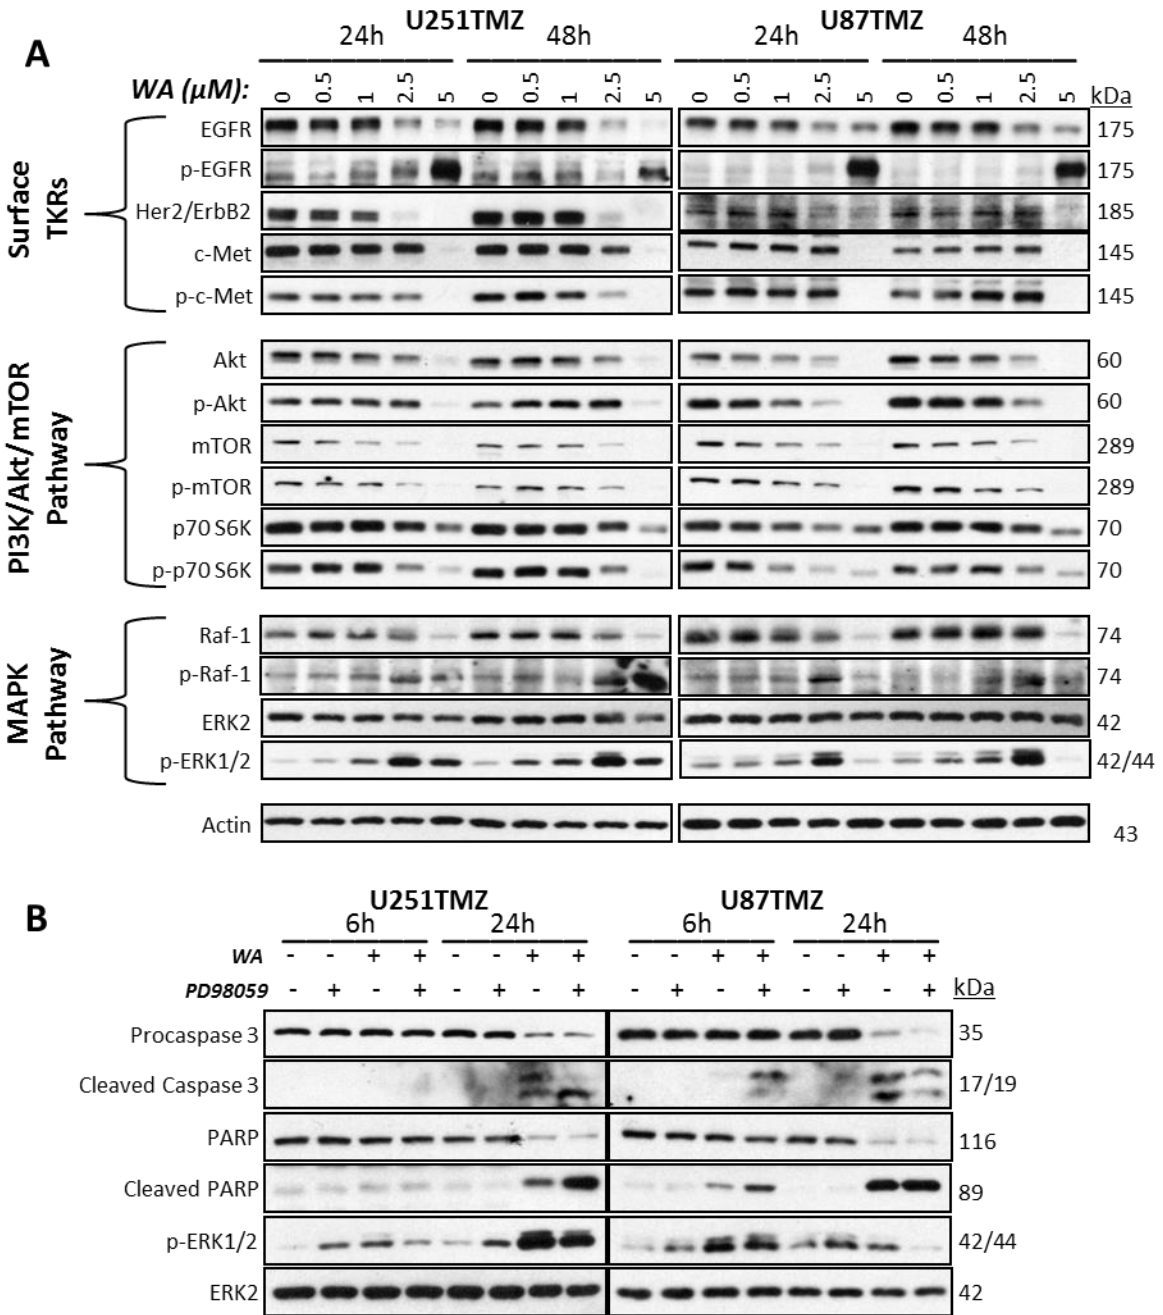 A
U251TMZ
U87TMZ
24h 48h 24h 48h
WA (µM): 0 0.5 1 2.5 5 0 0.5 1 2.5 5 0 0.5 1 2.5 5 0 0.5 1 2.5 5 kDa
Surface
TKRs
EGFR 175
p-EGFR 175
Her2/ErbB2 185
c-Met 145
p-c-Met 145
PI3K/Akt/mTOR
Pathway
Akt 60
p-Akt 60
mTOR 289
p-mTOR 289
p70 S6K 70
p-p70 S6K 70
MAPK
Pathway
Raf-1 74
p-Raf-1 74
ERK2 42
p-ERK1/2 42/44
Actin 43
B
U251TMZ U87TMZ
6h 24h 6h 24h
WA - - + + - - + + - - + + - - + +
PD98059 - + - + - + - + - + - + - + - + kDa
Procaspase 3 35
Cleaved Caspase 3 17/19
PARP 116
Cleaved PARP 89
p-ERK1/2 42/44
ERK2 42